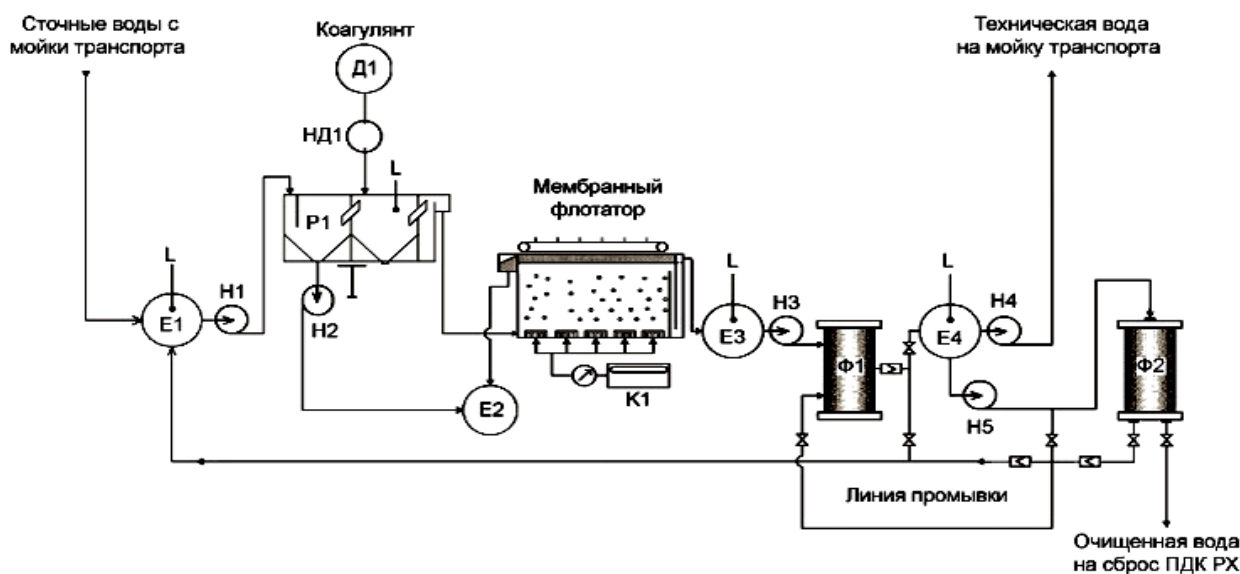 Сточные воды с
мойки транспорта
Коагулянт
Д1
НД1
L
Р1
Мембранный
флотатор
Техническая вода
на мойку транспорта
L
Е1
Н1
Н2
L
Е3
Н3
L
Е4
Н4
Ф1
Ф2
К1
Е2
Н5
Линия промывки
Очищенная вода
на сброс ПДК РХ